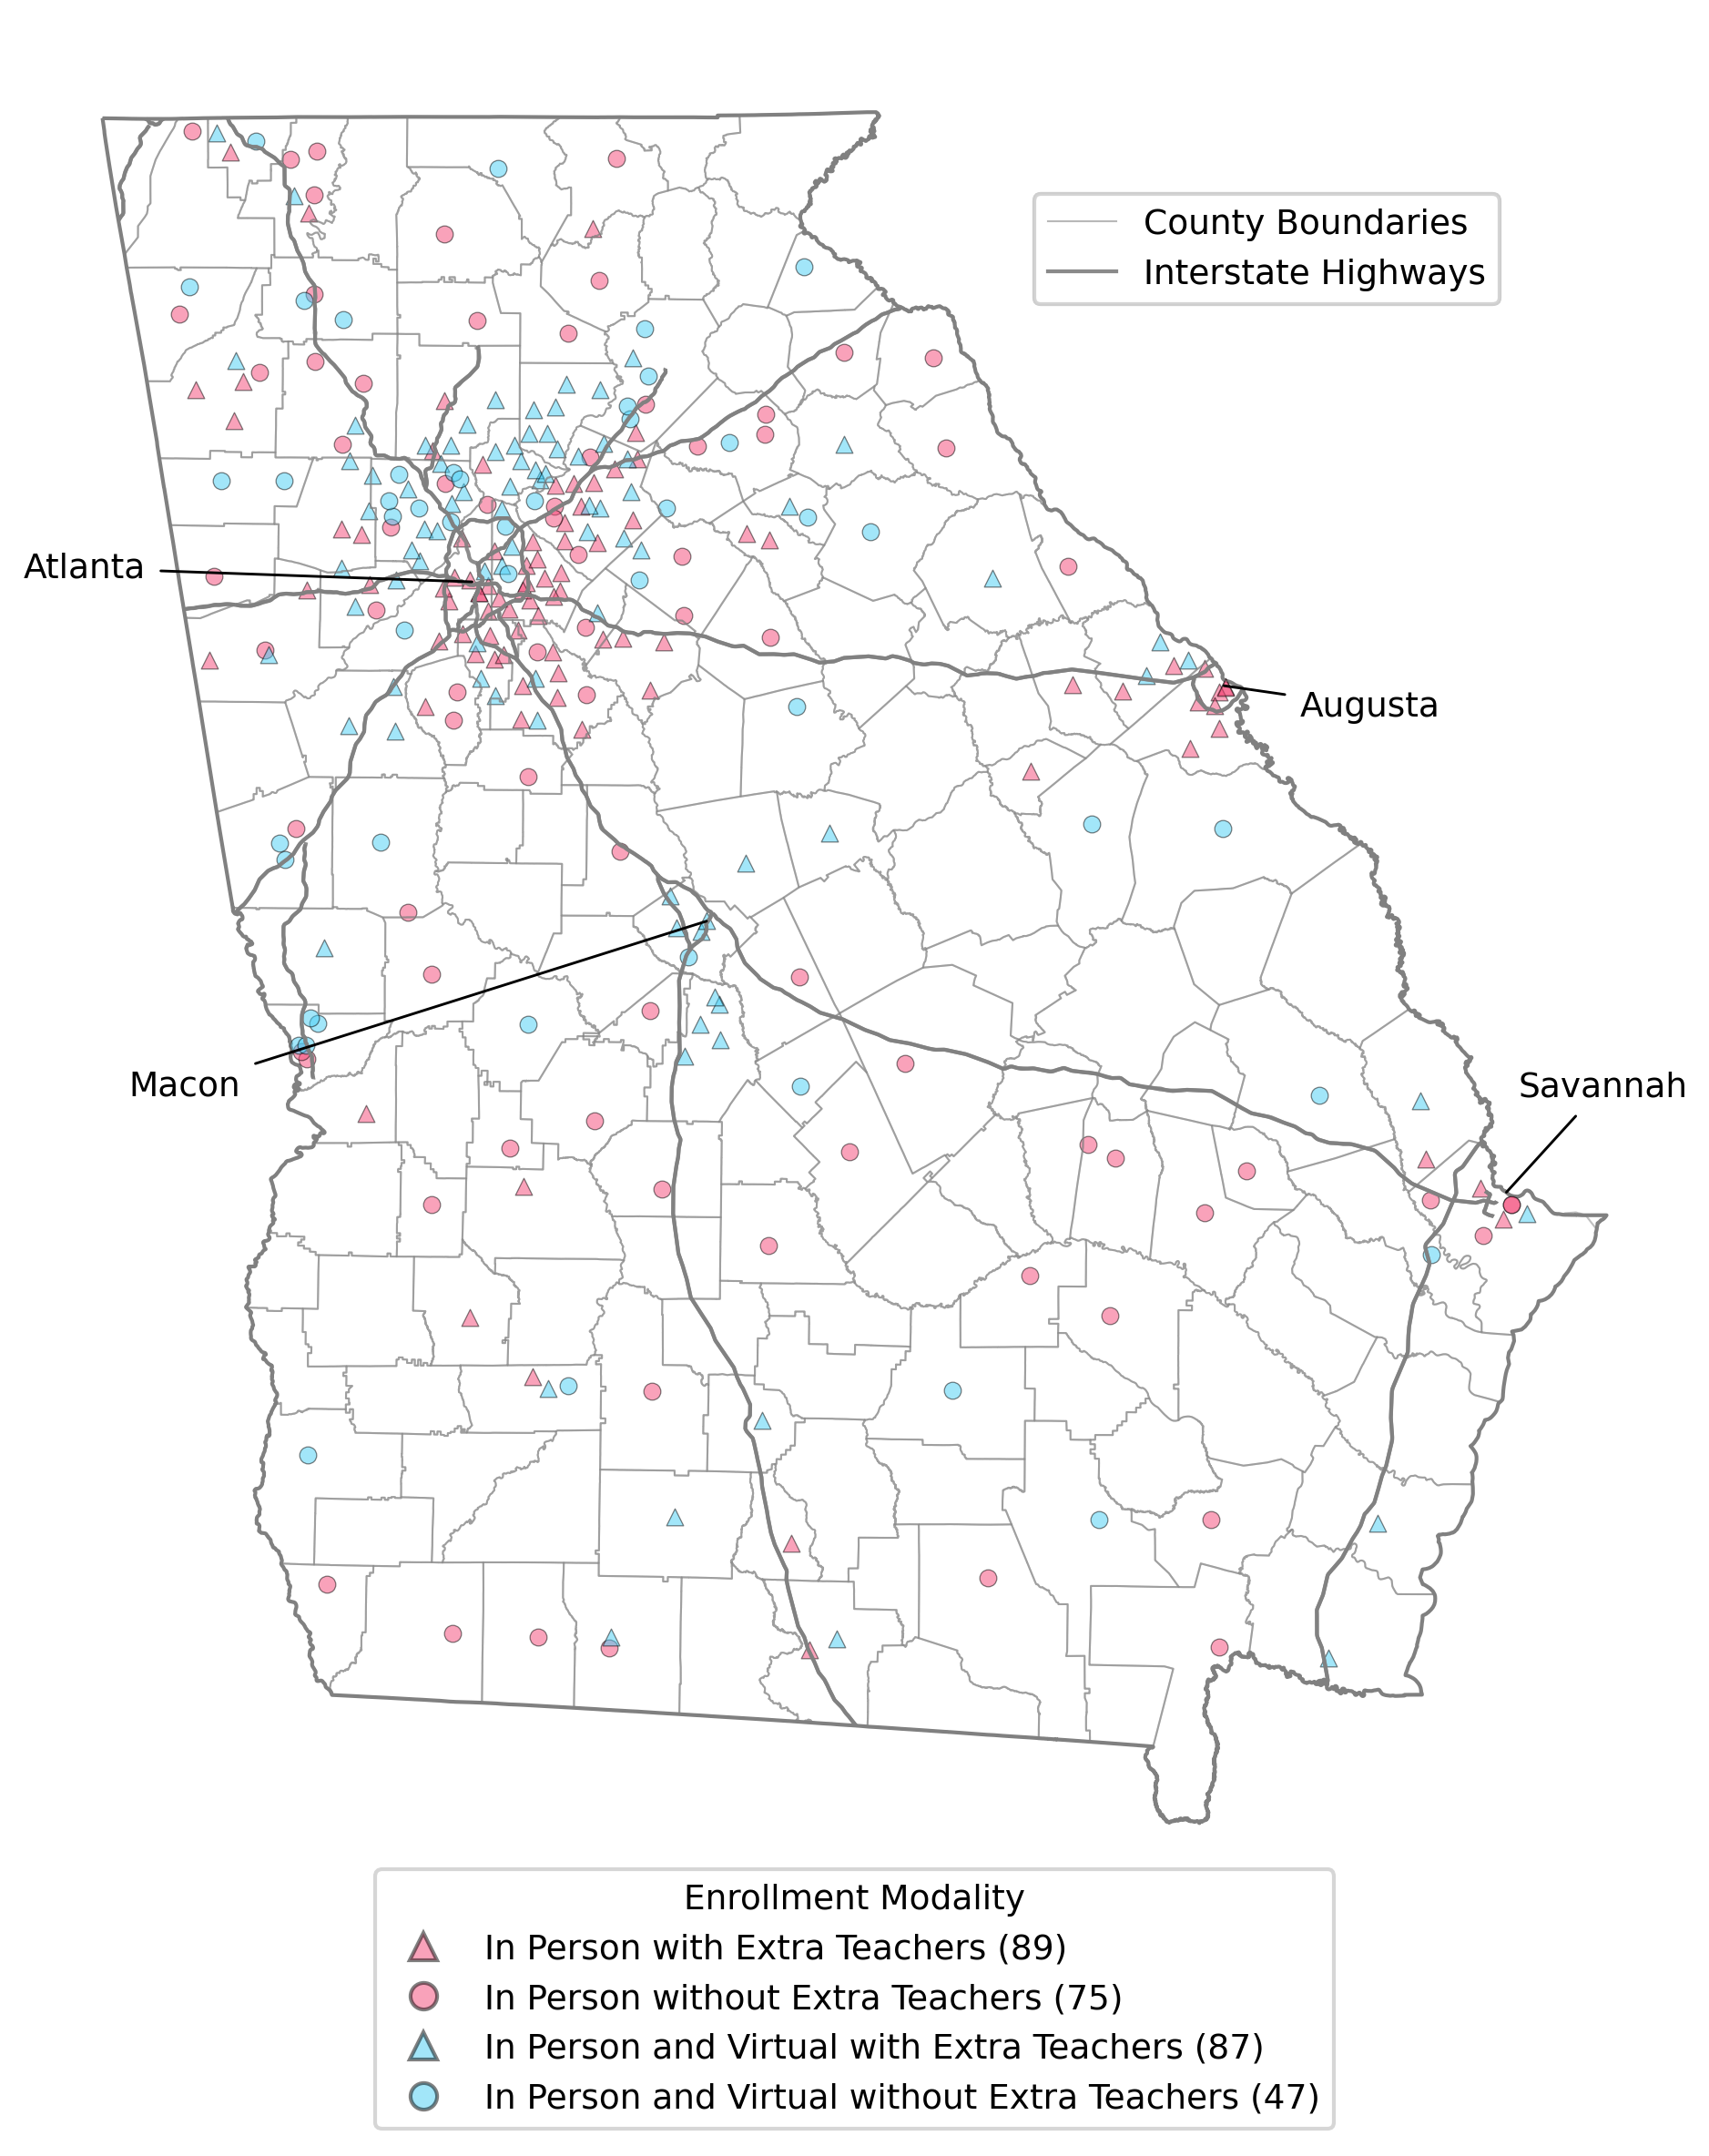 County Boundaries
Interstate Highways
Atlanta
Augusta
Macon
Savannah
Enrollment Modality
In Person with Extra Teachers (89)
In Person without Extra Teachers (75)
In Person and Virtual with Extra Teachers (87)
In Person and Virtual without Extra Teachers (47)